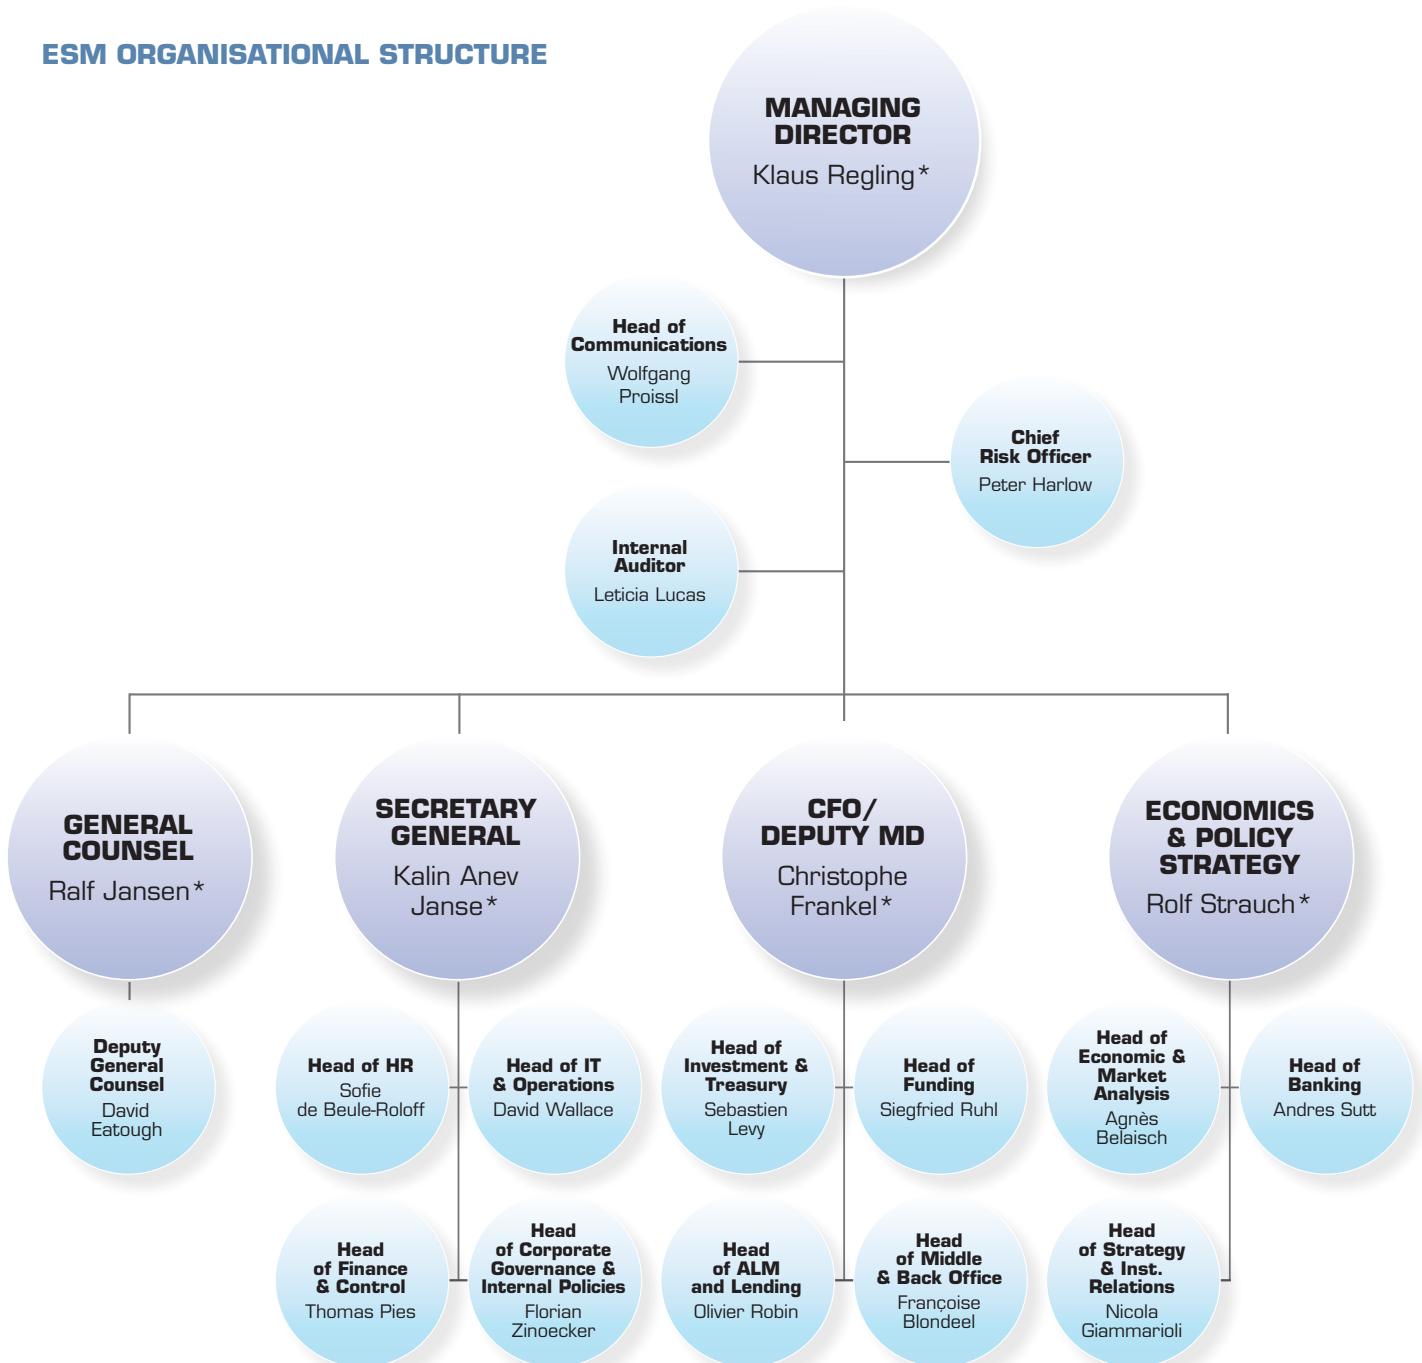 ESM ORGANISATIONAL STRUCTURE
MANAGING
DIRECTOR
Klaus Regling*
Head of
Communications
Wolfgang
Proissl
Chief
Risk Officer
Peter Harlow
Internal
Auditor
Leticia Lucas
GENERAL
COUNSEL
Ralf Jansen*
SECRETARY
GENERAL
Kalin Anev
Janse*
CFO/
DEPUTY MD
Christophe
Frankel*
ECONOMICS
& POLICY
STRATEGY
Rolf Strauch*
Deputy
General
Counsel
David
Eatough
Head of HR
Sofie
de Beule-Roloff
Head of IT
& Operations
David Wallace
Head of
Investment &
Treasury
Sebastien
Levy
Head of
Funding
Siegfried Ruhl
Head of
Economic &
Market
Analysis
Agnès
Belaisch
Head of
Banking
Andres Sutt
Head
of Finance
& Control
Thomas Pies
Head
of Corporate
Governance &
Internal Policies
Florian
Zinoecker
Head
of ALM
and Lending
Olivier Robin
Head
of Middle
& Back Office
Françoise
Blondeel
Head
of Strategy
& Inst.
Relations
Nicola
Giammarioli